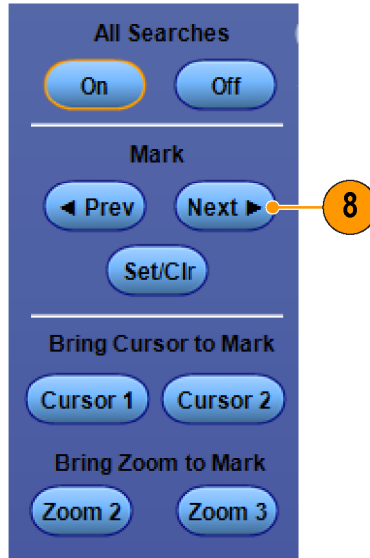 All Searches
On Off
Mark
◄ Prev Next ►
8
Set/Clr
Bring Cursor to Mark
Cursor 1 Cursor 2
Bring Zoom to Mark
Zoom 2 Zoom 3